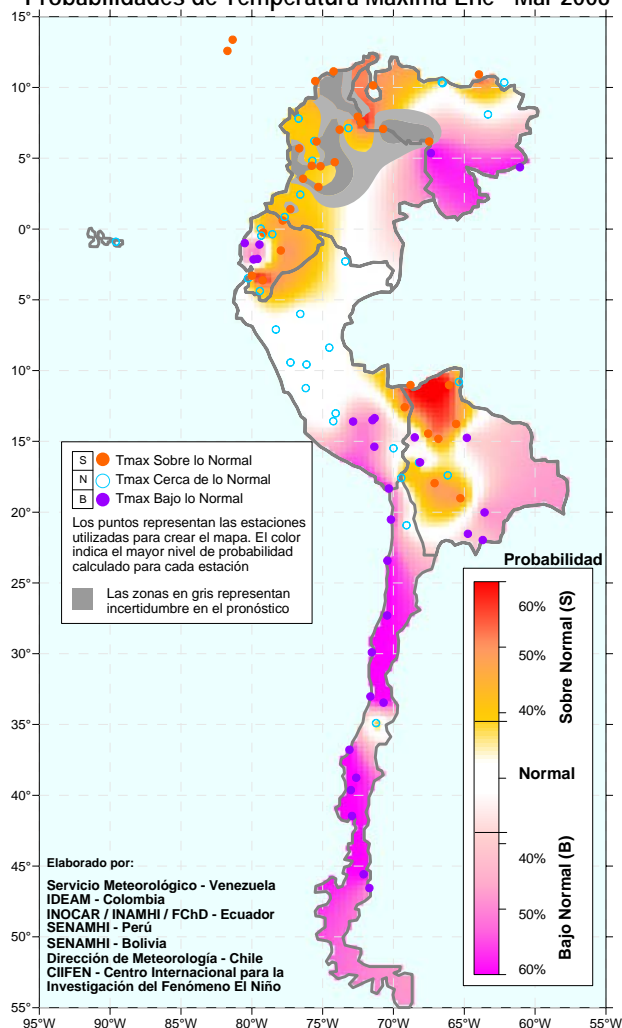 Probabilidades de Temperatura Máxima Ene - Mar 2008
15°
10°
5°
0°
5°
10°
15°
20°
25°
30°
35°
40°
45°
50°
55°
S Tmax Sobre lo Normal
N Tmax Cerca de lo Normal
B Tmax Bajo lo Normal
Los puntos representan las estaciones
utilizadas para crear el mapa. El color
indica el mayor nivel de probabilidad
calculado para cada estación
Las zonas en gris representan
incertidumbre en el pronóstico
Probabilidad
60%
50%
40%
Sobre Normal (S)
Normal
40%
50%
60%
Bajo Normal (B)
Elaborado por:
Servicio Meteorológico - Venezuela
IDEAM - Colombia
INOCAR / INAMHI / FChD - Ecuador
SENAMHI - Perú
SENAMHI - Bolivia
Dirección de Meteorología - Chile
CIIFEN - Centro Internacional para la
Investigación del Fenómeno El Niño
95°W 90°W 85°W 80°W 75°W 70°W 65°W 60°W 55°W